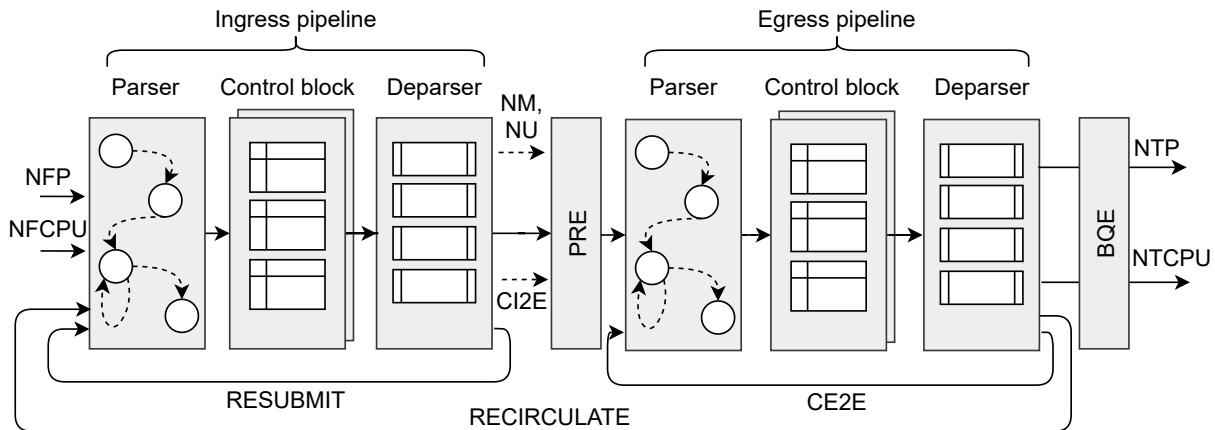 Ingress pipeline
Egress pipeline
Parser
Control block
Deparser
NM,
NU
Parser
Control block
Deparser
NFP
NFCPU
PRE
CI2E
BQE
NTP
NTCPU
RESUBMIT
RECIRCULATE
CE2E